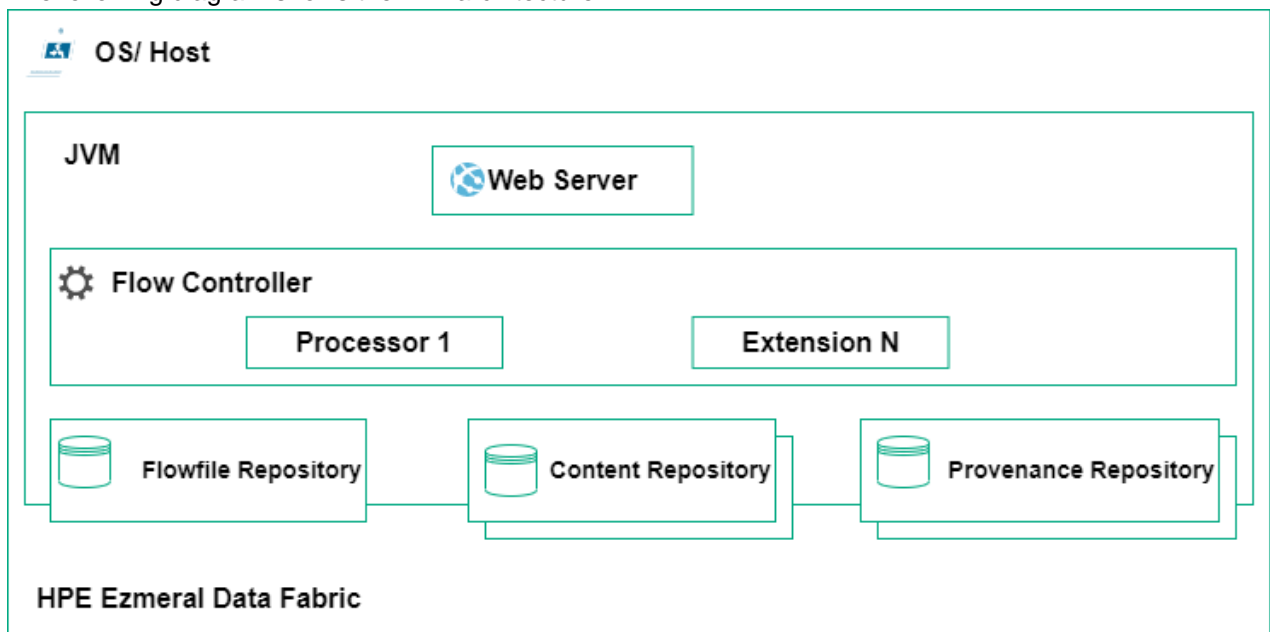 OS/ Host
JVM
Web Server
Flow Controller
Processor 1
Extension N
Flowfile Repository
Content Repository
Provenance Repository
HPE Ezmeral Data Fabric